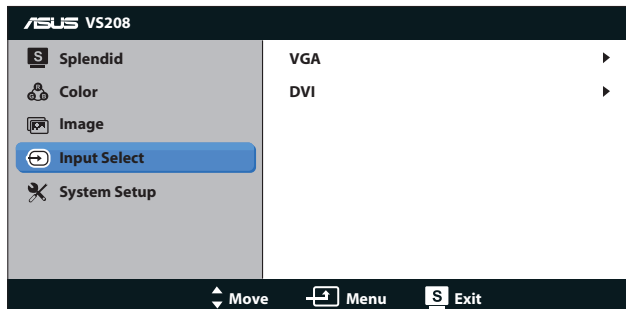 ASUS VS208
S Splendid
VGA
R G B Color
DVI
Image
Input Select
System Setup
Move Menu S Exit